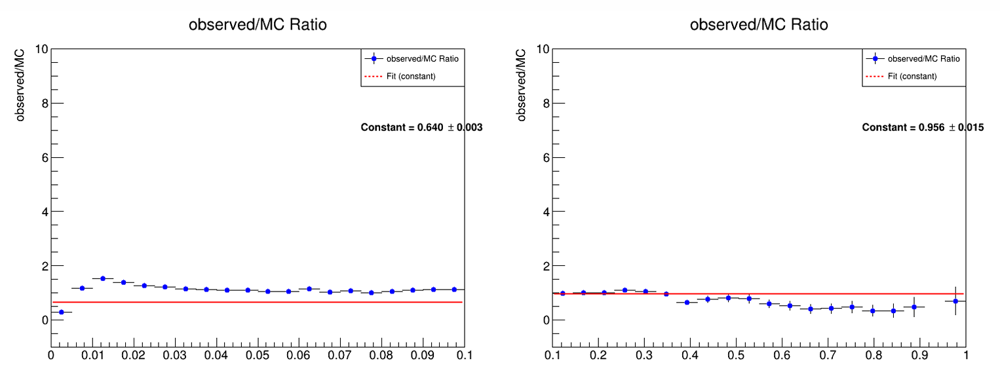 observed/MC Ratio
observed/MC
10
8
6
4
2
0
observed/MC Ratio
Fit (constant)
Constant = 0.640 ± 0.003
0 0.01 0.02 0.03 0.04 0.05 0.06 0.07 0.08 0.09 0.1
observed/MC Ratio
observed/MC
10
8
6
4
2
0
observed/MC Ratio
Fit (constant)
Constant = 0.956 ± 0.015
0.1 0.2 0.3 0.4 0.5 0.6 0.7 0.8 0.9 1